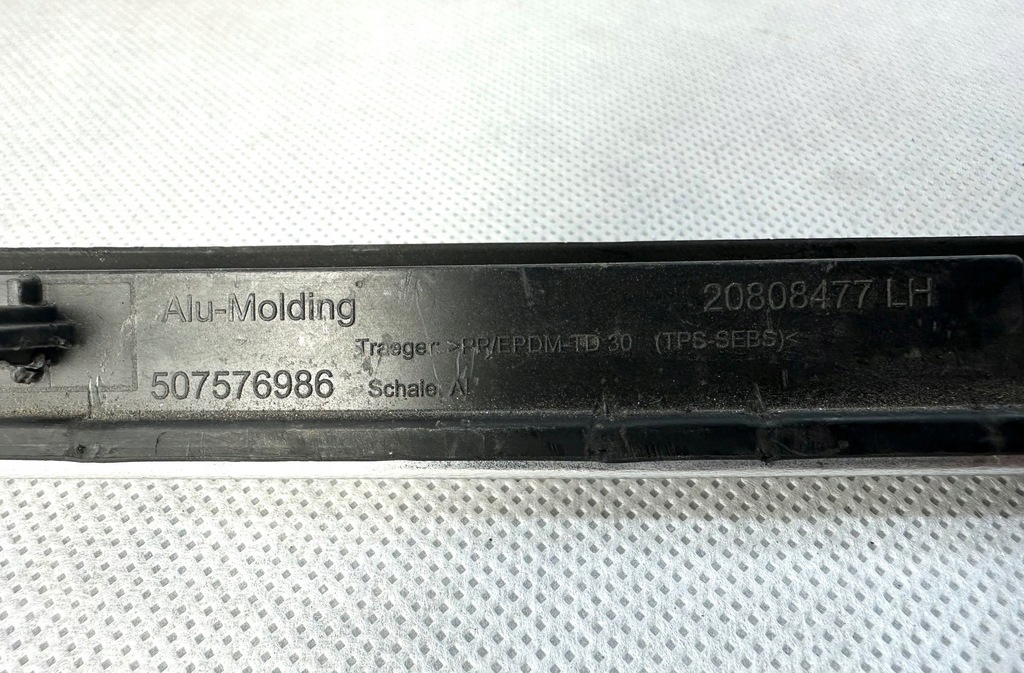 Alu-Molding
20808477 LH
Traeger: >PP/EPDM-TD 30 (TPS-SEBS)<
507576986
Schale: Al